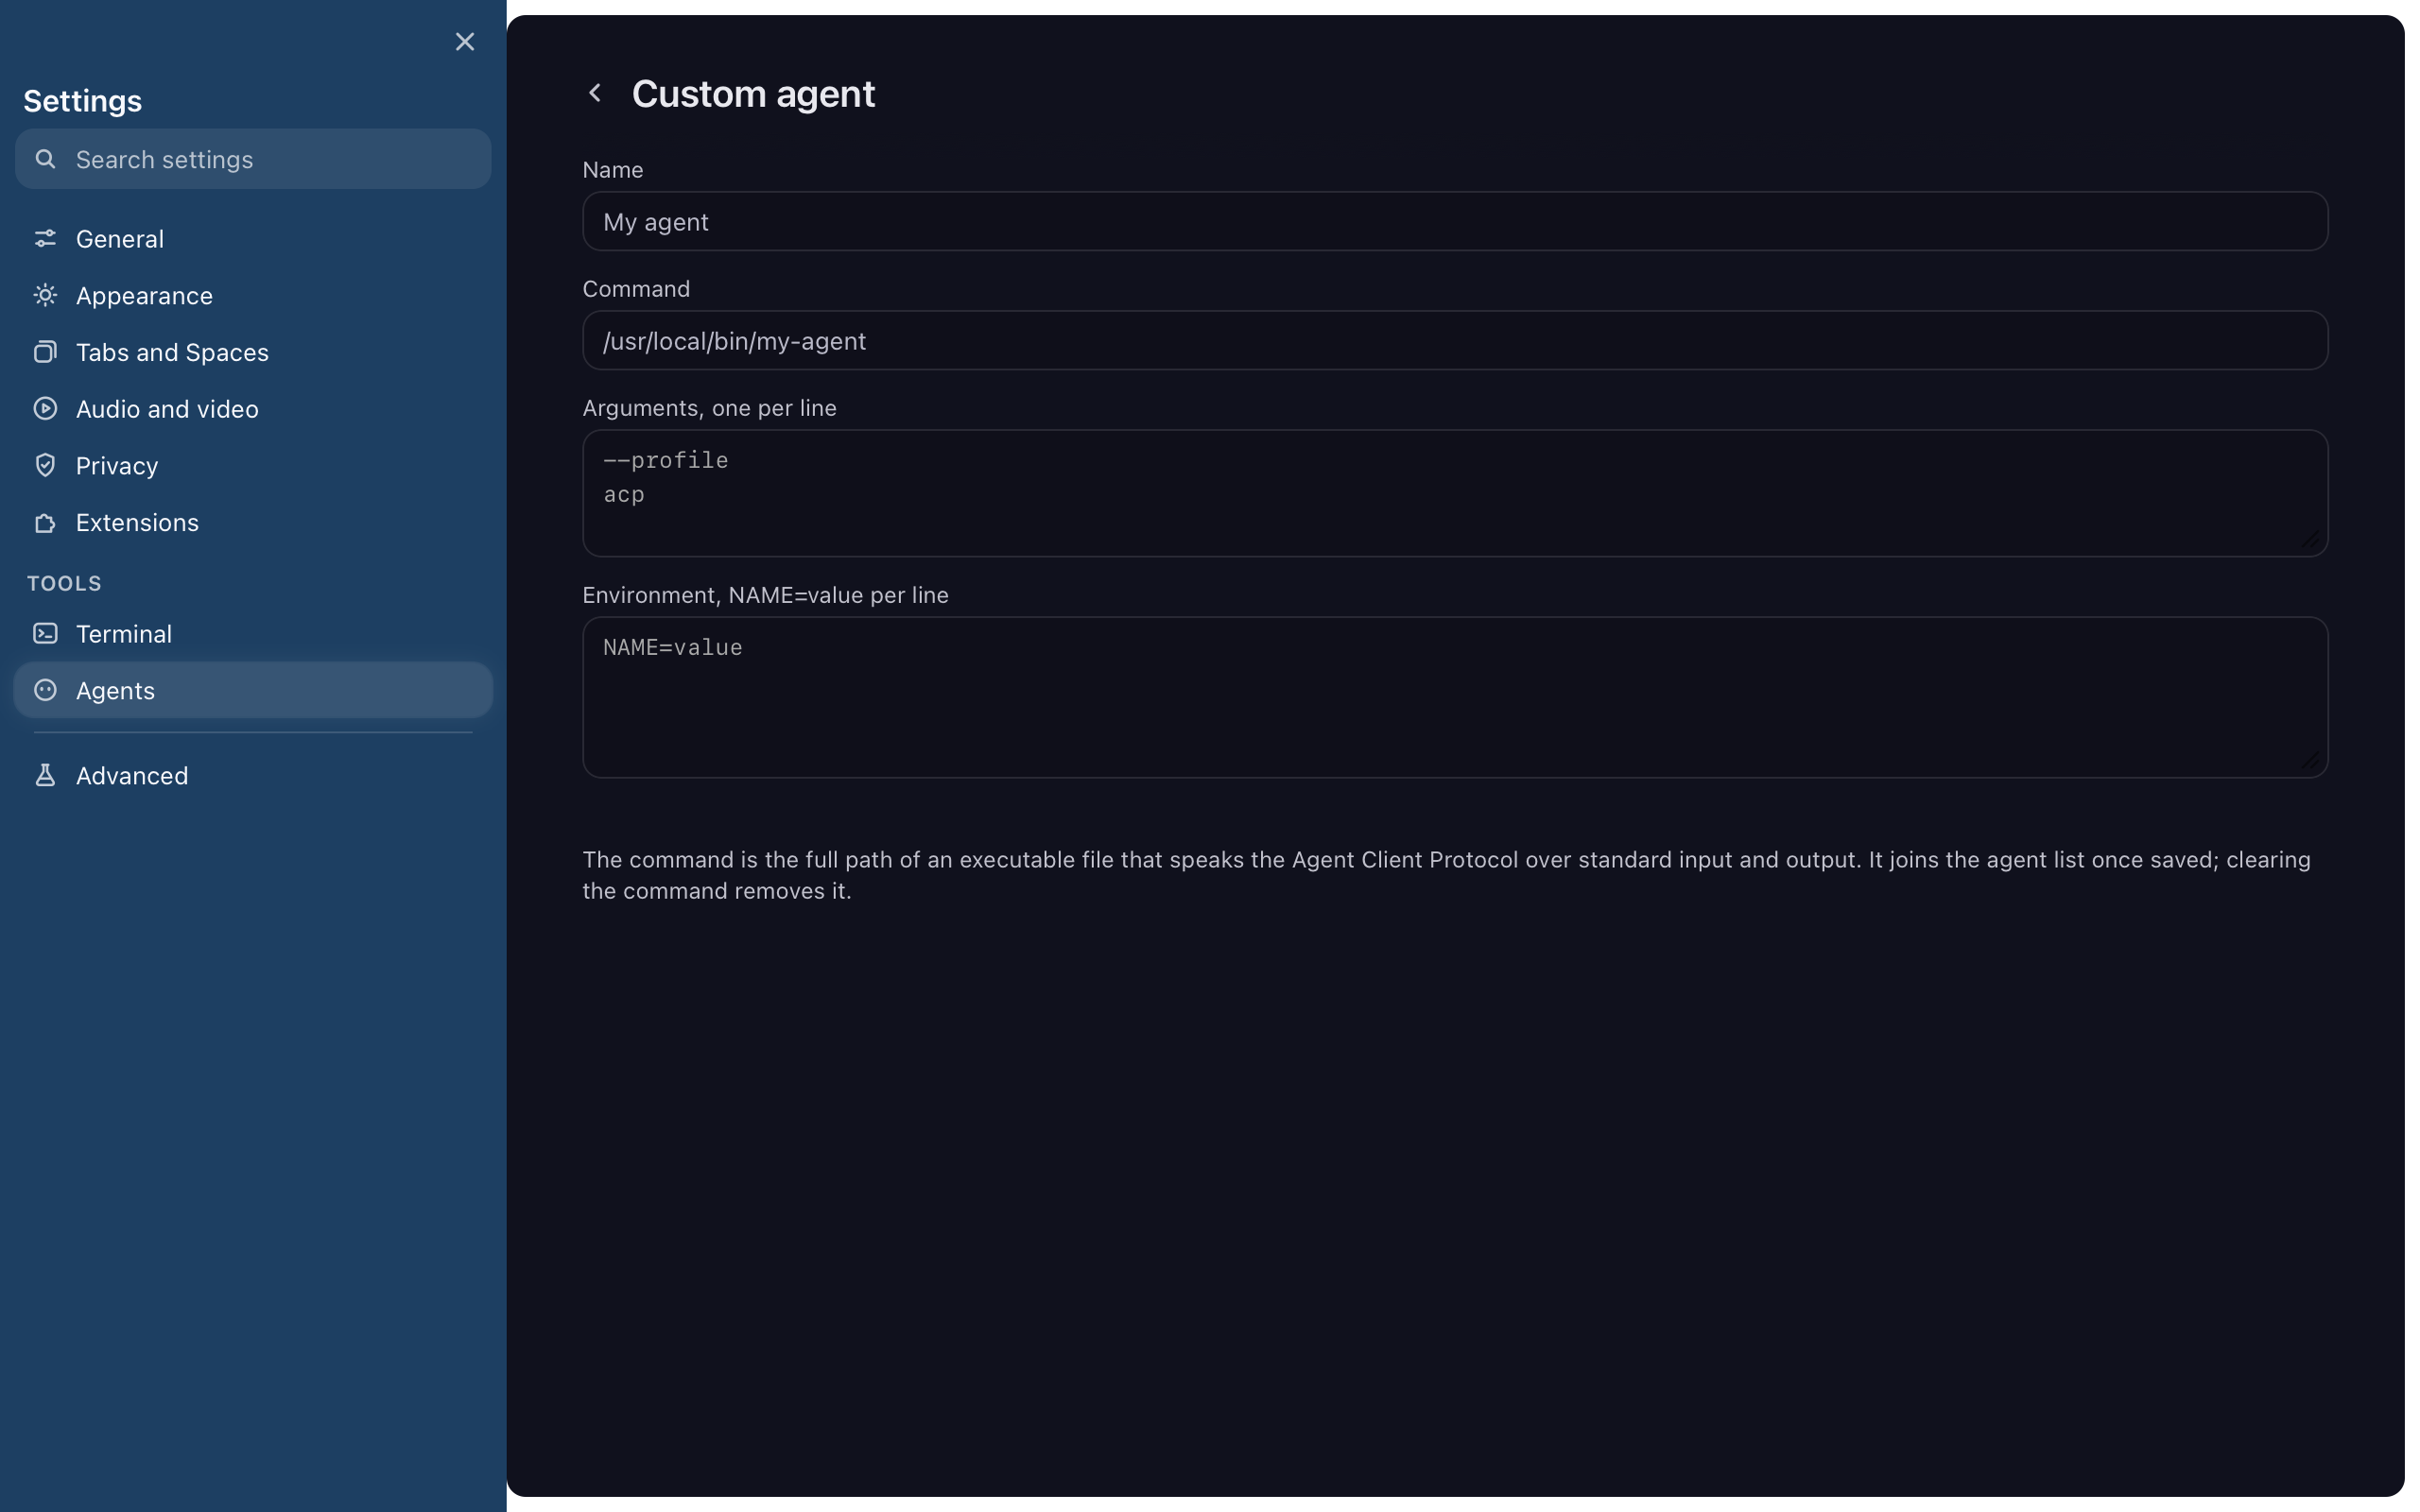 Settings
Search settings
General
Appearance
Tabs and Spaces
Audio and video
Privacy
Extensions
TOOLS
Terminal
Agents
Advanced
Custom agent
Name
My agent
Command
/usr/local/bin/my-agent
Arguments, one per line
--profile
acp
Environment, NAME=value per line
NAME=value
The command is the full path of an executable file that speaks the Agent Client Protocol over standard input and output. It joins the agent list once saved; clearing
the command removes it.